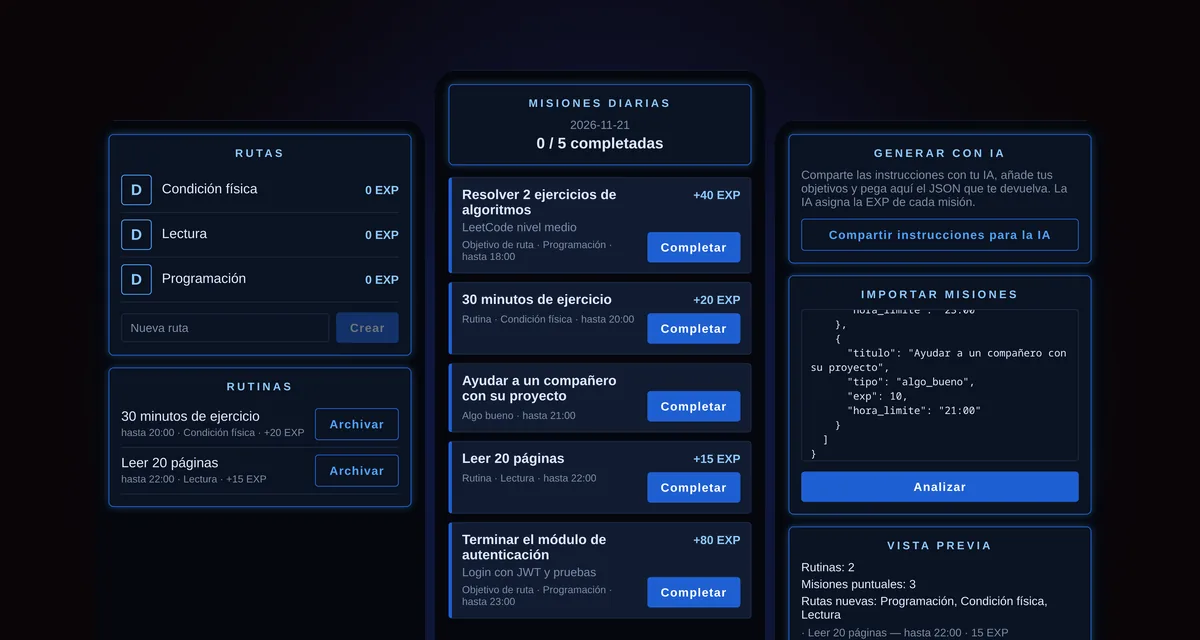 RUTAS
D
Condición física
0 EXP
D
Lectura
0 EXP
D
Programación
0 EXP
Nueva ruta
Crear
RUTINAS
30 minutos de ejercicio
hasta 20:00 · Condición física · +20 EXP
Archivar
Leer 20 páginas
hasta 22:00 · Lectura · +15 EXP
Archivar
MISIONES DIARIAS
2026-11-21
0 / 5 completadas
Resolver 2 ejercicios de
algoritmos
+40 EXP
LeetCode nivel medio
Objetivo de ruta · Programación ·
hasta 18:00
Completar
30 minutos de ejercicio
+20 EXP
Rutina · Condición física · hasta 20:00
Completar
Ayudar a un compañero
con su proyecto
Algo bueno · hasta 21:00
Completar
Leer 20 páginas
+15 EXP
Rutina · Lectura · hasta 22:00
Completar
Terminar el módulo de
autenticación
+80 EXP
Login con JWT y pruebas
Objetivo de ruta · Programación ·
hasta 23:00
Completar
GENERAR CON IA
Comparte las instrucciones con tu IA, añade tus
objetivos y pega aquí el JSON que te devuelva. La
IA asigna la EXP de cada misión.
Compartir instrucciones para la IA
IMPORTAR MISIONES
"hora_limite": "23:00"
},
{
"titulo": "Ayudar a un compañero con
su proyecto",
"tipo": "algo_bueno",
"exp": 10,
"hora_limite": "21:00"
}
]
}
Analizar
VISTA PREVIA
Rutinas: 2
Misiones puntuales: 3
Rutas nuevas: Programación, Condición física,
Lectura
· Leer 20 páginas — hasta 22:00 · 15 EXP